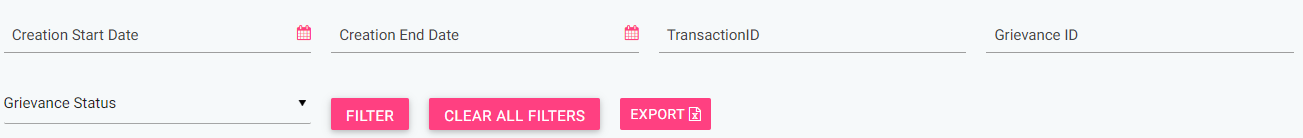 Creation Start Date Creation End Date TransactionID Grievance ID
Grievance Status FILTER CLEAR ALL FILTERS EXPORT